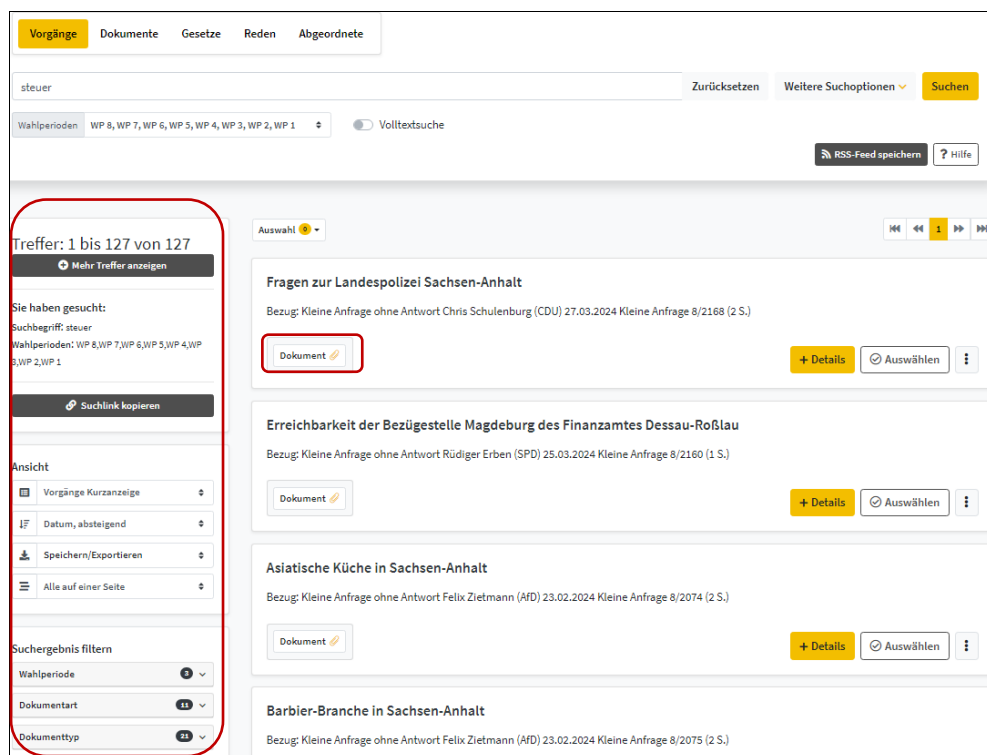 Vorgänge Dokumente Gesetze Reden Abgeordnete
steuer Zurücksetzen Weitere Suchoptionen Suchen
Wahlperioden WP 8, WP 7, WP 6, WP 5, WP 4, WP 3, WP 2, WP 1 Volltextsuche
RSS-Feed speichern ? Hilfe
Treffer: 1 bis 127 von 127
Mehr Treffer anzeigen
Sie haben gesucht:
Suchbegriff: steuer
Wahlperioden: WP 8,WP 7,WP 6,WP 5,WP 4,WP
3,WP 2,WP 1
Suchlink kopieren
Ansicht
Vorgänge Kurzanzeige
Datum, absteigend
Speichern/Exportieren
Alle auf einer Seite
Suchergebnis filtern
Wahlperiode 3
Dokumentart 11
Dokumenttyp 21
Auswahl 0
1
Fragen zur Landespolizei Sachsen-Anhalt
Bezug: Kleine Anfrage ohne Antwort Chris Schulenburg (CDU) 27.03.2024 Kleine Anfrage 8/2168 (2 S.)
Dokument
+ Details Auswählen
Erreichbarkeit der Bezügestelle Magdeburg des Finanzamtes Dessau-Roßlau
Bezug: Kleine Anfrage ohne Antwort Rüdiger Erben (SPD) 25.03.2024 Kleine Anfrage 8/2160 (1 S.)
Dokument
+ Details Auswählen
Asiatische Küche in Sachsen-Anhalt
Bezug: Kleine Anfrage ohne Antwort Felix Zietmann (AfD) 23.02.2024 Kleine Anfrage 8/2074 (2 S.)
Dokument
+ Details Auswählen
Barbier-Branche in Sachsen-Anhalt
Bezug: Kleine Anfrage ohne Antwort Felix Zietmann (AfD) 23.02.2024 Kleine Anfrage 8/2075 (2 S.)